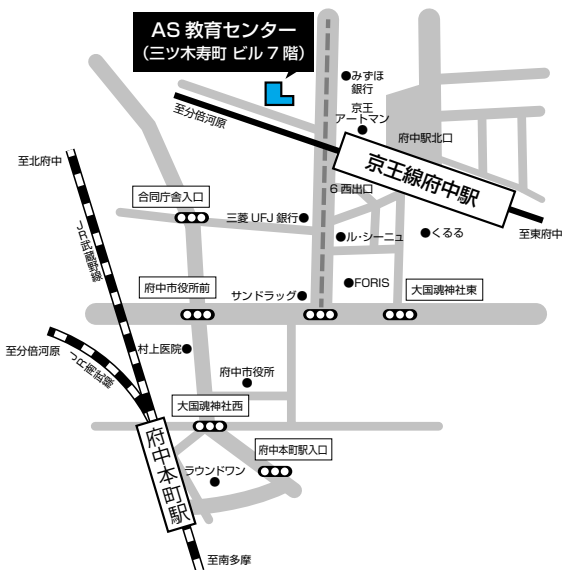 AS 教育センター
（三ツ木寿町 ビル 7 階）
みずほ
銀行
京王
アートマン
至分倍河原
府中駅北口
京王線府中駅
至北府中
6 西出口
合同庁舎入口
三菱 UFJ 銀行
至東府中
ル・シーニュ
くるる
JR武蔵野線
FORIS
府中市役所前
サンドラッグ
大国魂神社東
至分倍河原
JR南武線
村上医院
府中市役所
大国魂神社西
府中本町駅
府中本町駅入口
ラウンドワン
至南多摩